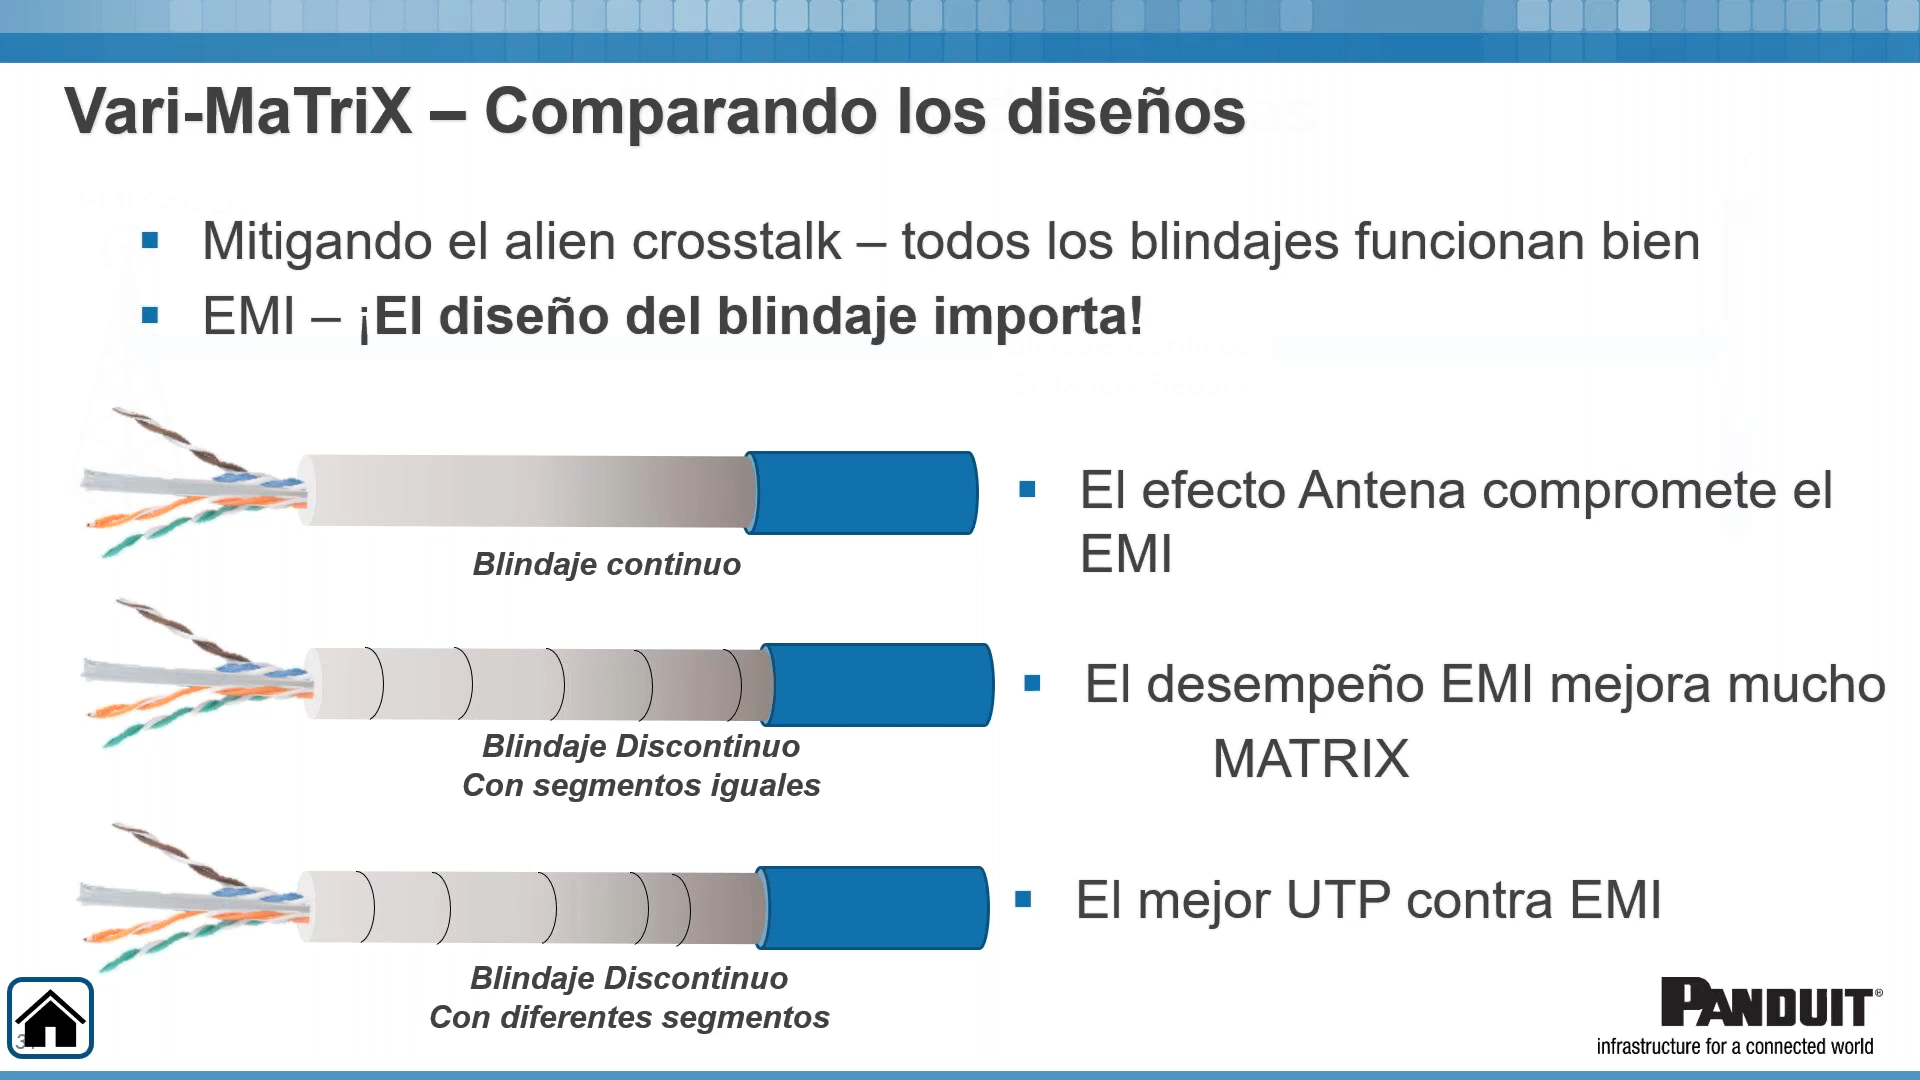 Vari-MaTriX – Comparando los diseños
Mitigando el alien crosstalk – todos los blindajes funcionan bien
EMI – ¡El diseño del blindaje importa!
Blindaje continuo
El efecto Antena compromete el
EMI
Blindaje Discontinuo
Con segmentos iguales
El desempeño EMI mejora mucho
MATRIX
Blindaje Discontinuo
Con diferentes segmentos
El mejor UTP contra EMI
PANDUIT®
infrastructure for a connected world